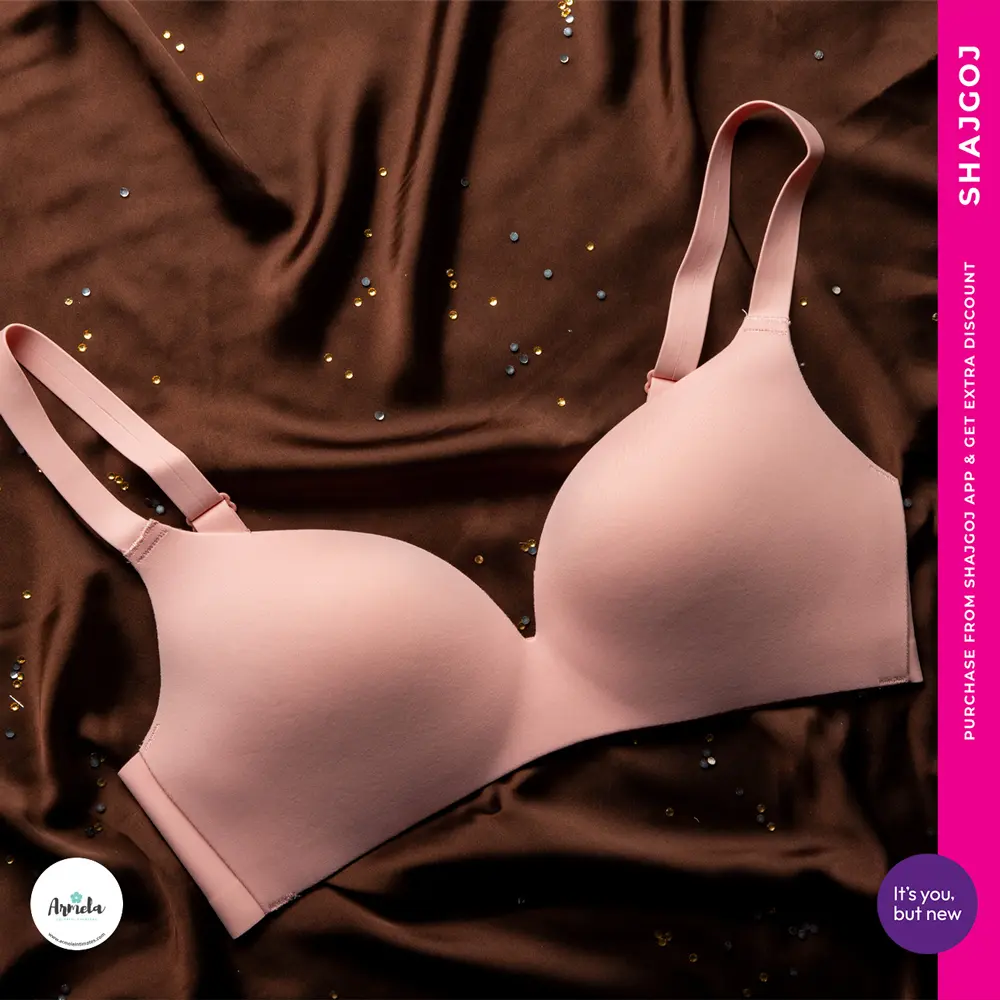 SHAJGOJ
PURCHASE FROM SHAJGOJ APP & GET EXTRA DISCOUNT
Armela
It's you,
but new